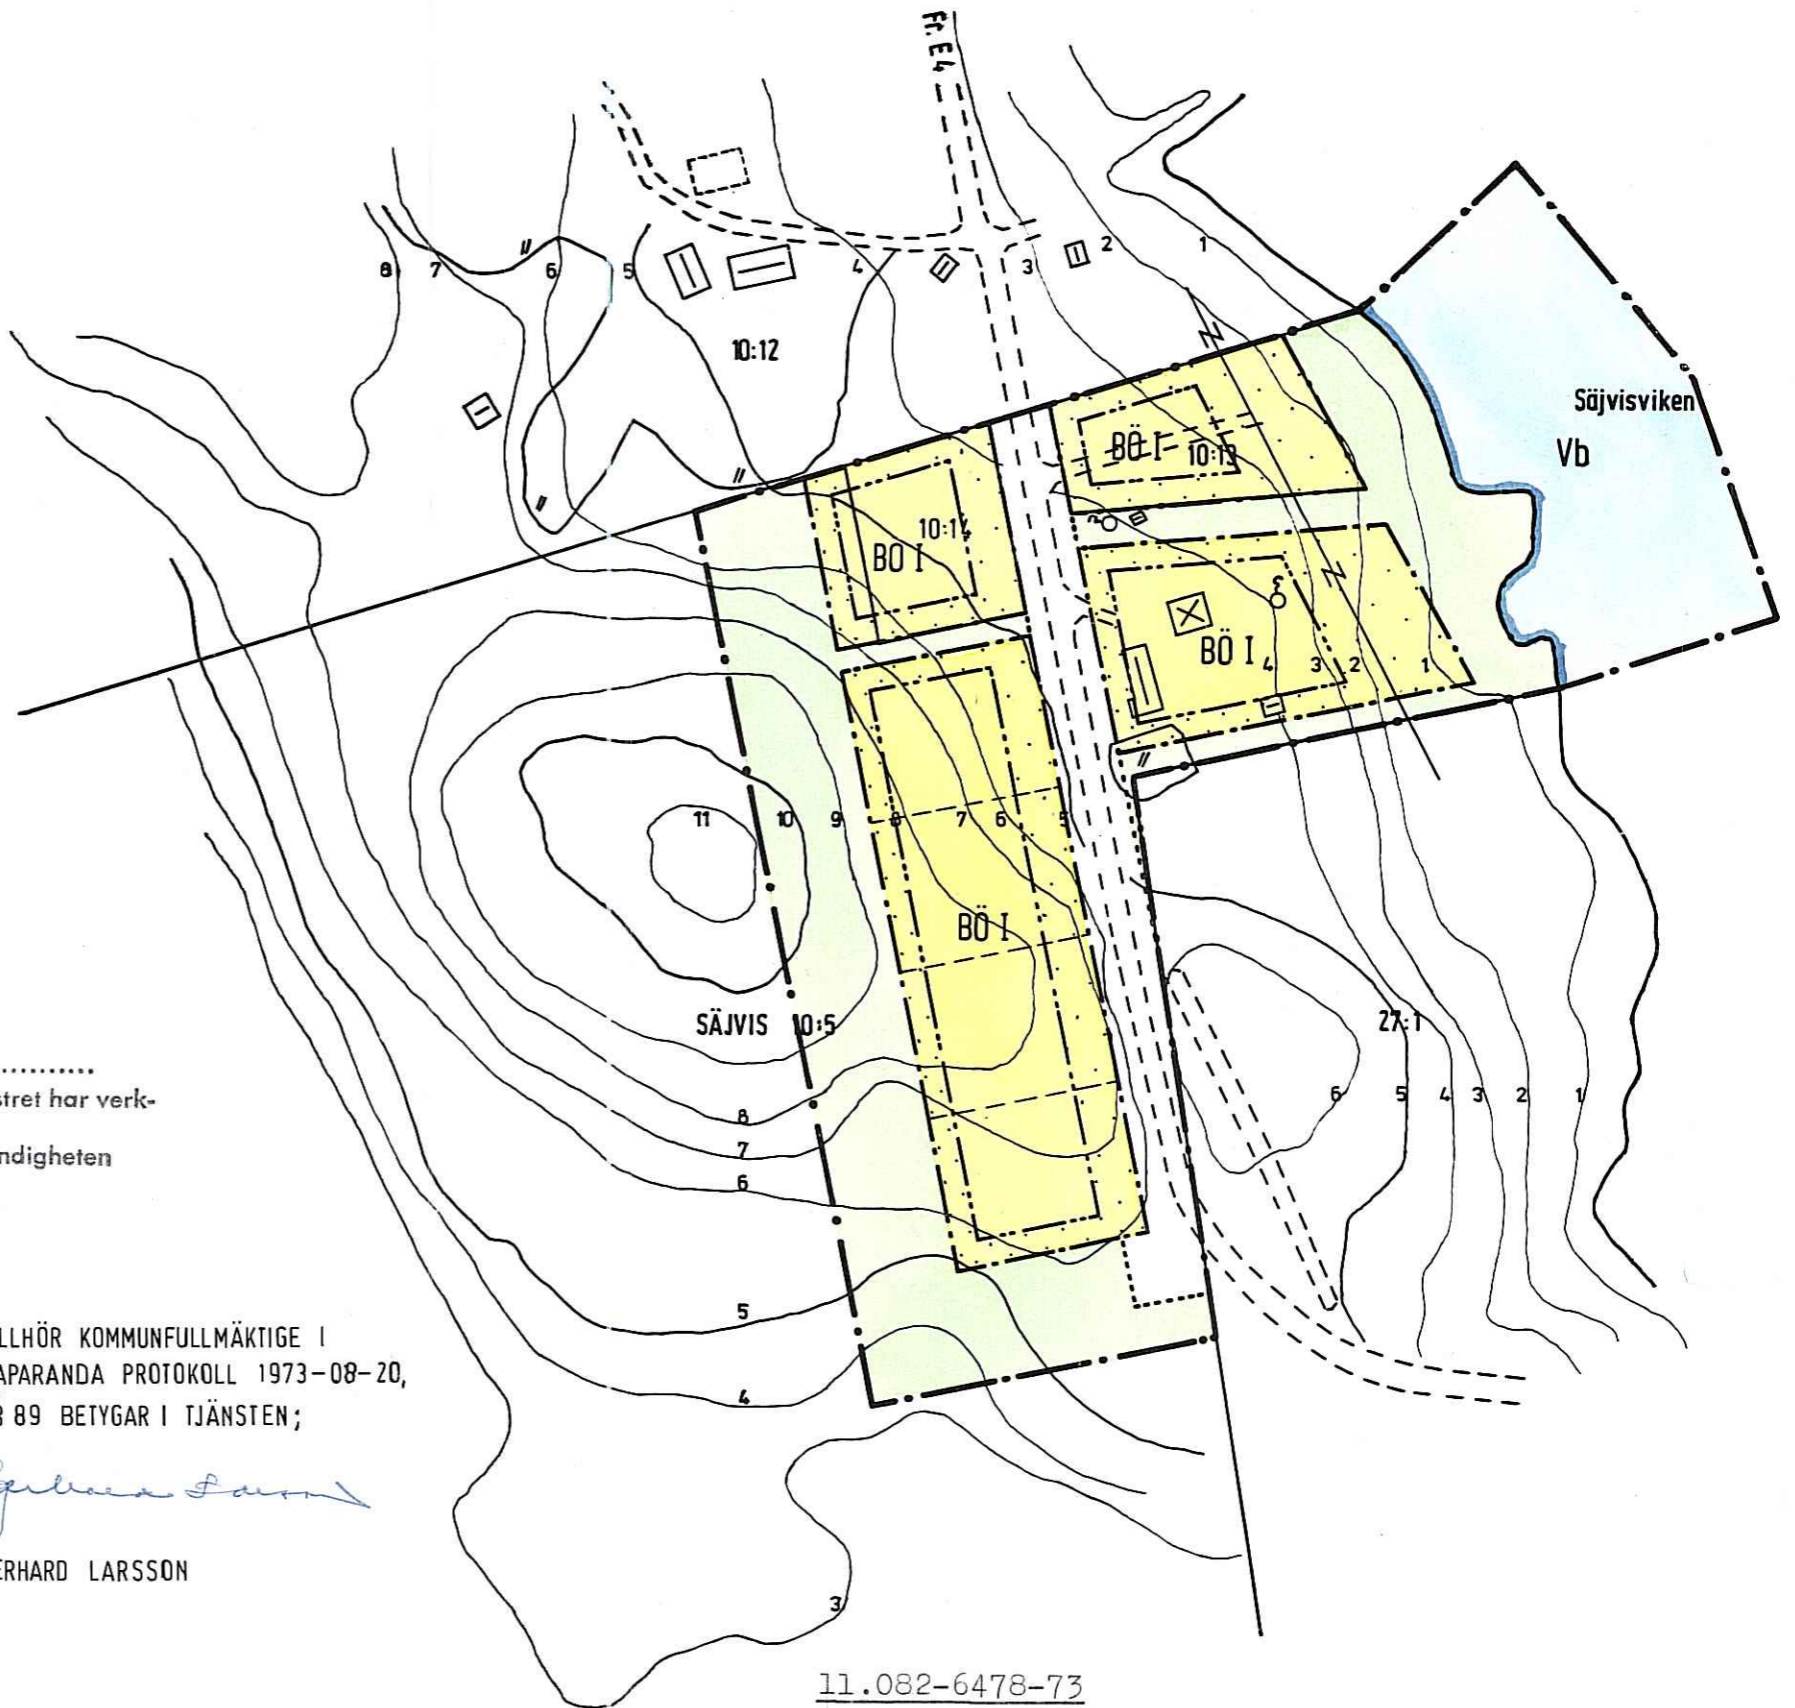 Fr. E 4
8 7 6 5 4 3 2 1
10:12
Säjvisviken
Vb
BÖ I 10:13
10:14
BÖ I
BÖ I 4 3 2 1
11 10 9 8 7 6 5
BÖ I
SÄJVIS 10:5
27:1
6 5 4 3 2 1
8
7
6
5
4
3
stret har verk-
ndigheten
LLHÖR KOMMUNFULLMÄKTIGE I
APARANDA PROTOKOLL 1973-08-20,
89 BETYGAR I TJÄNSTEN;
ERHARD LARSSON
11.082-6478-73